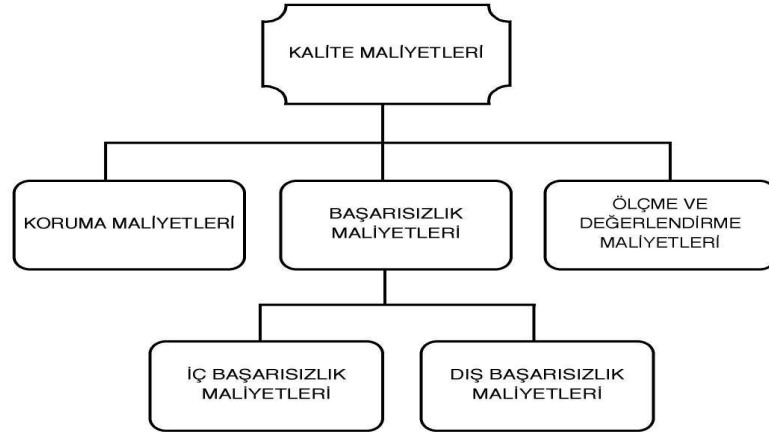 KALİTE MALİYETLERİ
KORUMA MALİYETLERİ
BAŞARISIZLIK
MALİYETLERİ
ÖLÇME VE
DEĞERLENDİRME
MALİYETLERİ
İÇ BAŞARISIZLIK
MALİYETLERİ
DIŞ BAŞARISIZLIK
MALİYETLERİ